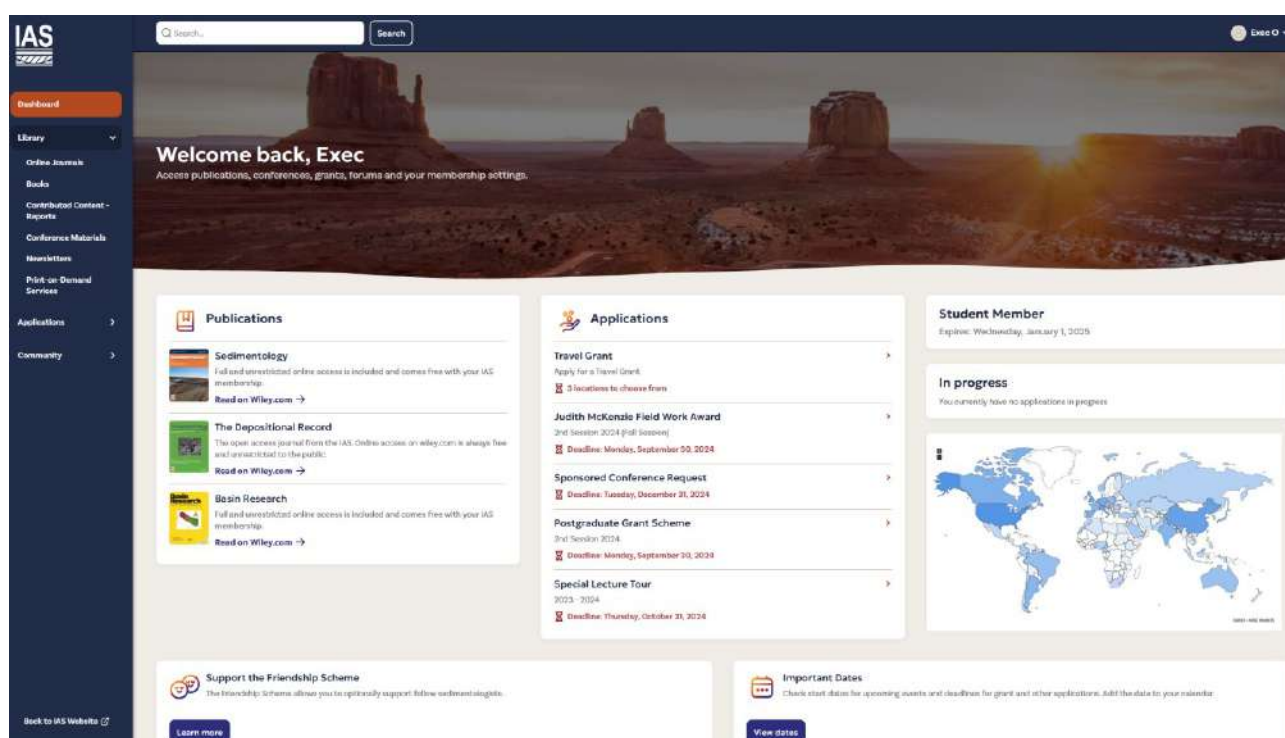 IAS
Search...
Search
Exec O
Dashboard
Library
Online Journals
Books
Contributed Content -
Reports
Conference Materials
Newsletters
Print-on-Demand
Services
Applications
Community
Back to IAS Website
Welcome back, Exec
Access publications, conferences, grants, forums and your membership settings.
Publications
Sedimentology
Full and unrestricted online access is included and comes free with your IAS
membership.
Read on Wiley.com →
The Depositional Record
The open access journal from the IAS. Online access on wiley.com is always free
and unrestricted to the public.
Read on Wiley.com →
Basin Research
Full and unrestricted online access is included and comes free with your IAS
membership.
Read on Wiley.com →
Applications
Travel Grant
Apply for a Travel Grant
3 locations to choose from
Judith McKenzie Field Work Award
2nd Session 2024 (Fall Session)
Deadline: Monday, September 30, 2024
Sponsored Conference Request
Deadline: Tuesday, December 31, 2024
Postgraduate Grant Scheme
2nd Session 2024
Deadline: Monday, September 30, 2024
Special Lecture Tour
2023 - 2024
Deadline: Thursday, October 31, 2024
Student Member
Expires: Wednesday, January 1, 2025
In progress
You currently have no applications in progress
Support the Friendship Scheme
The Friendship Scheme allows you to optionally support fellow sedimentologists.
Learn more
Important Dates
Check start dates for upcoming events and deadlines for grant and other applications. Add the data to your calendar
View dates